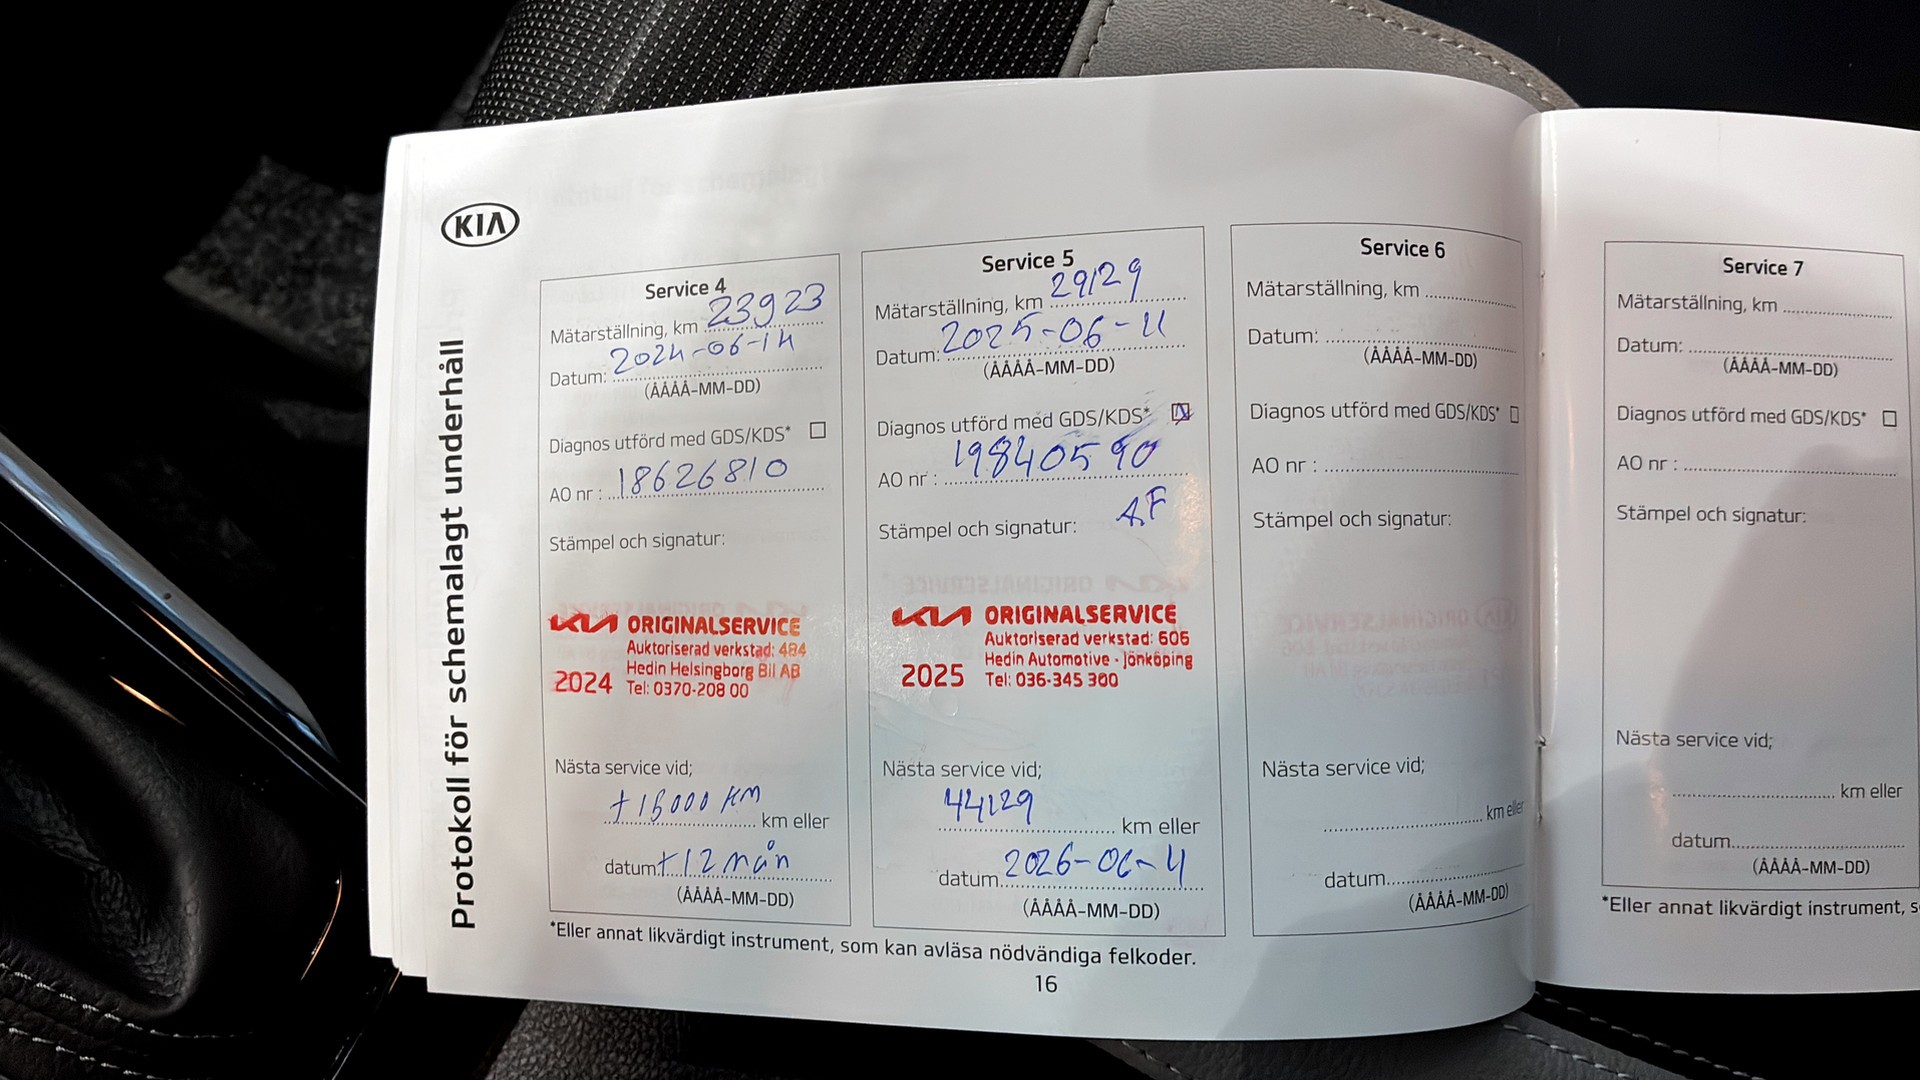 KIA
Protokoll för schemalagt underhåll
Service 4
Mätarställning, km 23923
Datum: 2024-06-14
(ÅÅÅÅ-MM-DD)
Diagnos utförd med GDS/KDS*
AO nr : 18626810
Stämpel och signatur:
KIA ORIGINALSERVICE
Auktoriserad verkstad: 484
Hedin Helsingborg Bil AB
2024 Tel: 0370-208 00
Nästa service vid;
+15000 KM km eller
datum +12 mån
(ÅÅÅÅ-MM-DD)
Service 5
Mätarställning, km 29129
Datum: 2025-06-11
(ÅÅÅÅ-MM-DD)
Diagnos utförd med GDS/KDS*
AO nr : 19840590
Stämpel och signatur: AF
KIA ORIGINALSERVICE
Auktoriserad verkstad: 606
Hedin Automotive - Jönköping
2025 Tel: 036-345 300
Nästa service vid;
44129 km eller
datum 2026-06-11
(ÅÅÅÅ-MM-DD)
Service 6
Mätarställning, km
Datum:
(ÅÅÅÅ-MM-DD)
Diagnos utförd med GDS/KDS*
AO nr :
Stämpel och signatur:
Nästa service vid;
km eller
datum
(ÅÅÅÅ-MM-DD)
*Eller annat likvärdigt instrument, som kan avläsa nödvändiga felkoder.
16
Service 7
Mätarställning, km
Datum:
(ÅÅÅÅ-MM-DD)
Diagnos utförd med GDS/KDS*
AO nr :
Stämpel och signatur:
Nästa service vid;
km eller
datum
(ÅÅÅÅ-MM-DD)
*Eller annat likvärdigt instrument, s